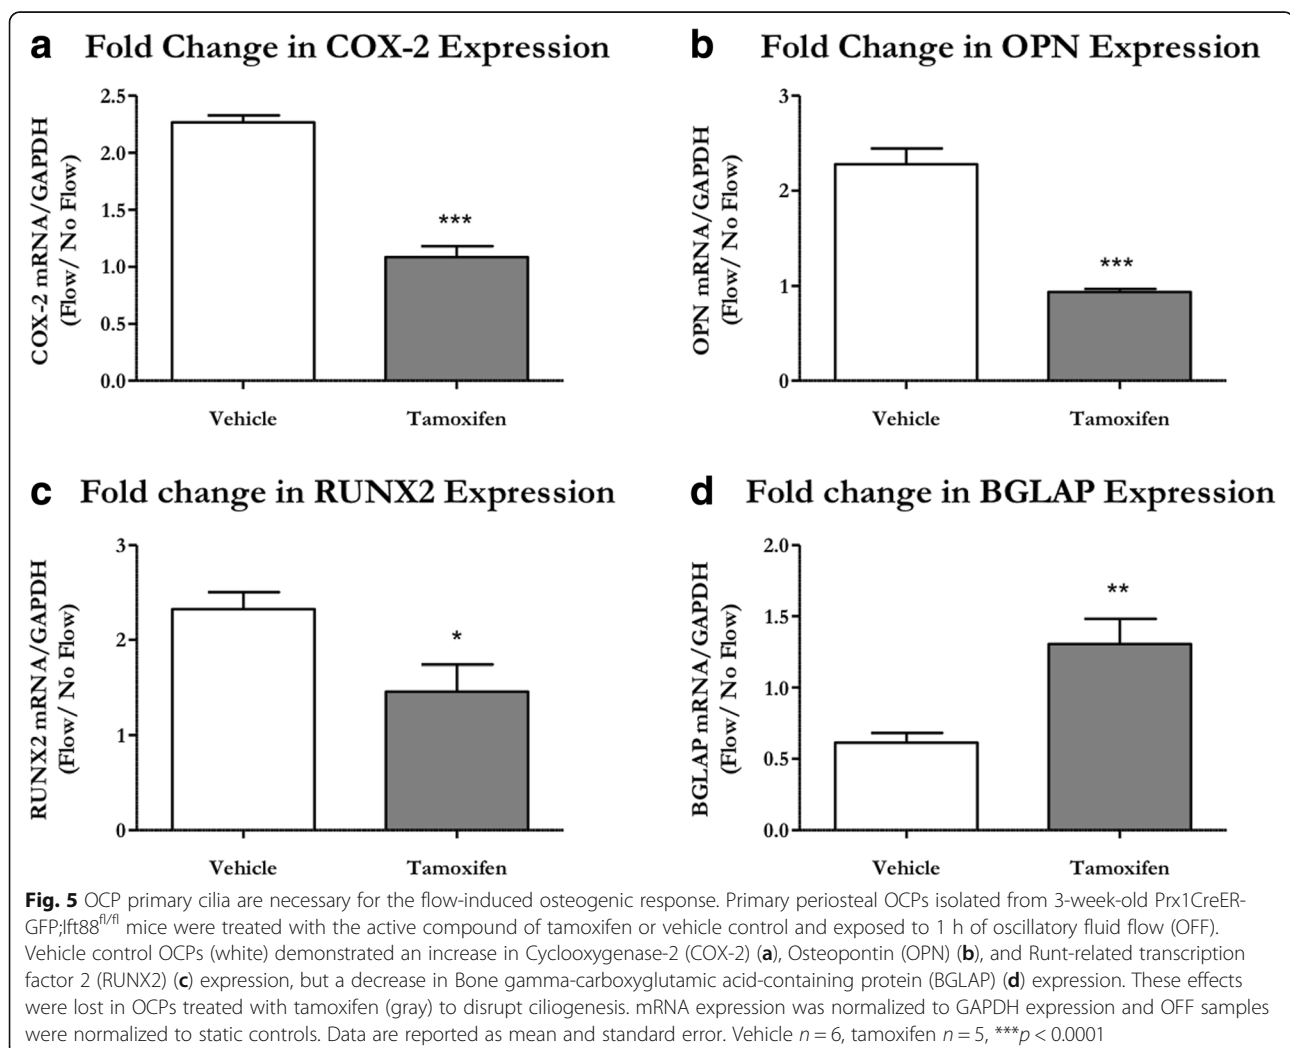 a Fold Change in COX-2 Expression
COX-2 mRNA/GAPDH
(Flow/ No Flow)
2.5
2.0
1.5
1.0
0.5
0.0
***
Vehicle Tamoxifen
b Fold Change in OPN Expression
OPN mRNA/GAPDH
(Flow/ No Flow)
3
2
1
0
***
Vehicle Tamoxifen
c Fold change in RUNX2 Expression
RUNX2 mRNA/GAPDH
(Flow/ No Flow)
3
2
1
0
*
Vehicle Tamoxifen
d Fold change in BGLAP Expression
BGLAP mRNA/GAPDH
(Flow/ No Flow)
2.0
1.5
1.0
0.5
0.0
**
Vehicle Tamoxifen
Fig. 5 OCP primary cilia are necessary for the flow-induced osteogenic response. Primary periosteal OCPs isolated from 3-week-old Prx1CreER-
GFP;Ift88fl/fl mice were treated with the active compound of tamoxifen or vehicle control and exposed to 1 h of oscillatory fluid flow (OFF).
Vehicle control OCPs (white) demonstrated an increase in Cyclooxygenase-2 (COX-2) (a), Osteopontin (OPN) (b), and Runt-related transcription
factor 2 (RUNX2) (c) expression, but a decrease in Bone gamma-carboxyglutamic acid-containing protein (BGLAP) (d) expression. These effects
were lost in OCPs treated with tamoxifen (gray) to disrupt ciliogenesis. mRNA expression was normalized to GAPDH expression and OFF samples
were normalized to static controls. Data are reported as mean and standard error. Vehicle n = 6, tamoxifen n = 5, ***p < 0.0001